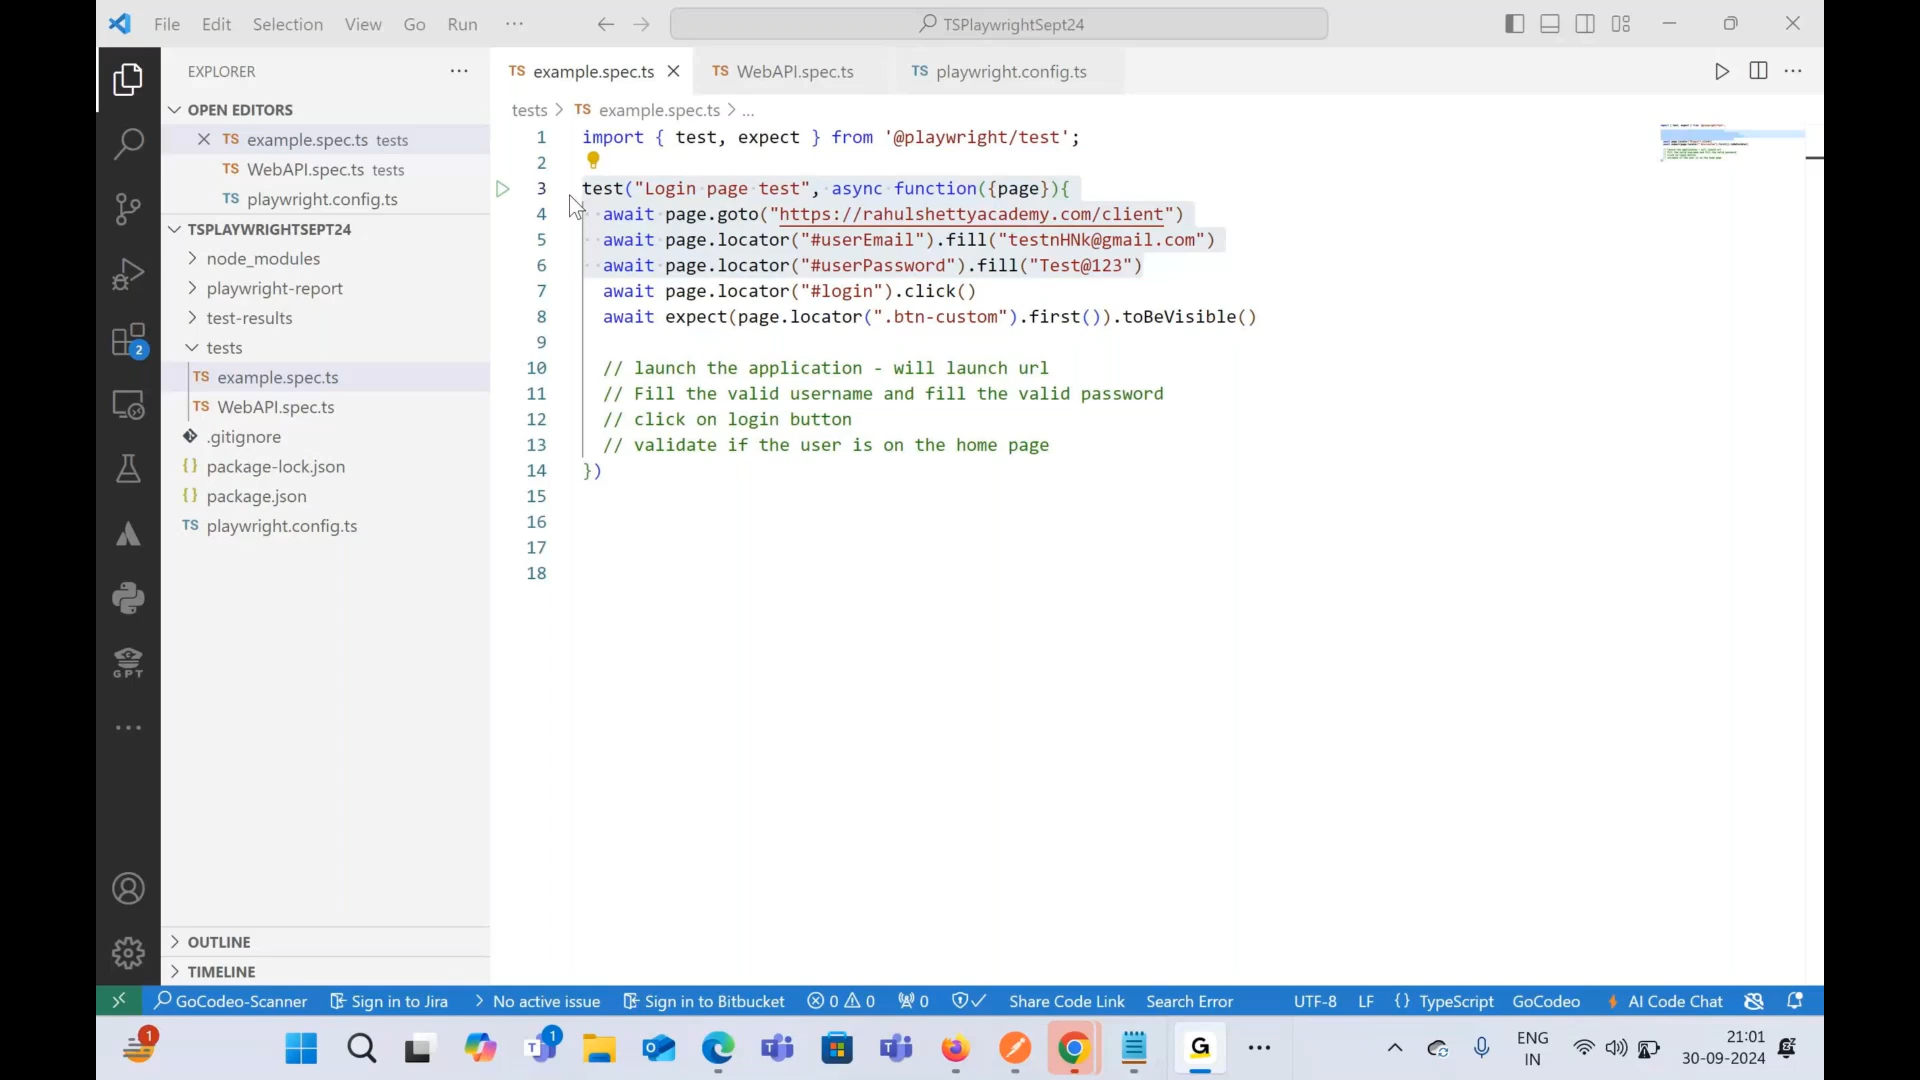 File Edit Selection View Go Run ···
TSPlaywrightSept24
EXPLORER
OPEN EDITORS
TS example.spec.ts tests
TS WebAPI.spec.ts tests
TS playwright.config.ts
TSPLAYWRIGHTSEPT24
node_modules
playwright-report
test-results
tests
TS example.spec.ts
TS WebAPI.spec.ts
.gitignore
{} package-lock.json
{} package.json
TS playwright.config.ts
OUTLINE
TIMELINE
2
GPT
TS example.spec.ts
TS WebAPI.spec.ts
TS playwright.config.ts
tests > TS example.spec.ts > ...
1 import { test, expect } from '@playwright/test';
2
3 test("Login page test", async function({page}){
4 await page.goto("https://rahulshettyacademy.com/client")
5 await page.locator("#userEmail").fill("testnHNk@gmail.com")
6 await page.locator("#userPassword").fill("Test@123")
7 await page.locator("#login").click()
8 await expect(page.locator(".btn-custom").first()).toBeVisible()
9
10 // launch the application - will launch url
11 // Fill the valid username and fill the valid password
12 // click on login button
13 // validate if the user is on the home page
14 })
15
16
17
18
GoCodeo-Scanner Sign in to Jira No active issue Sign in to Bitbucket 0 0 0 Share Code Link Search Error UTF-8 LF {} TypeScript GoCodeo AI Code Chat
1 1 G ENG IN 21:01
30-09-2024